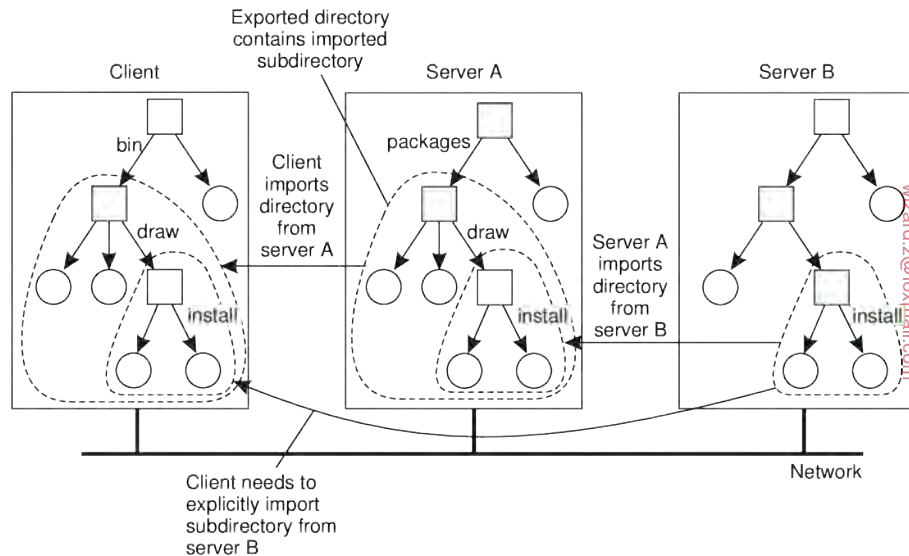 Exported directory
contains imported
subdirectory
Client
Server A
Server B
bin
packages
Client
imports
directory
from
server A
draw
draw
Server A
imports
directory
from
server B
install
install
install
Network
Client needs to
explicitly import
subdirectory from
server B